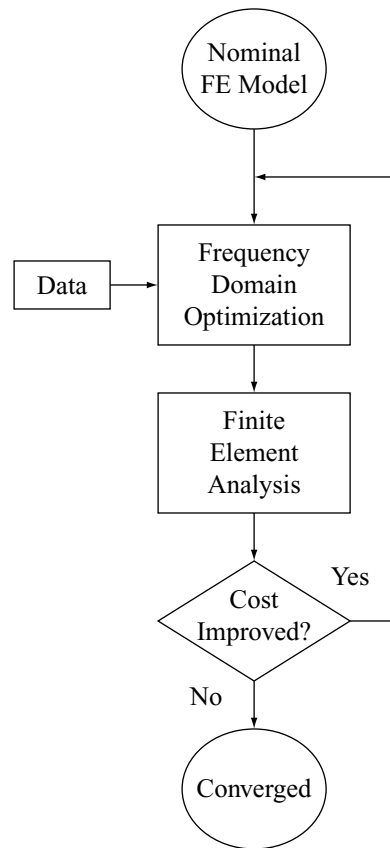 Nominal
FE Model
Frequency
Domain
Optimization
Data
Finite
Element
Analysis
Cost
Improved?
Yes
No
Converged